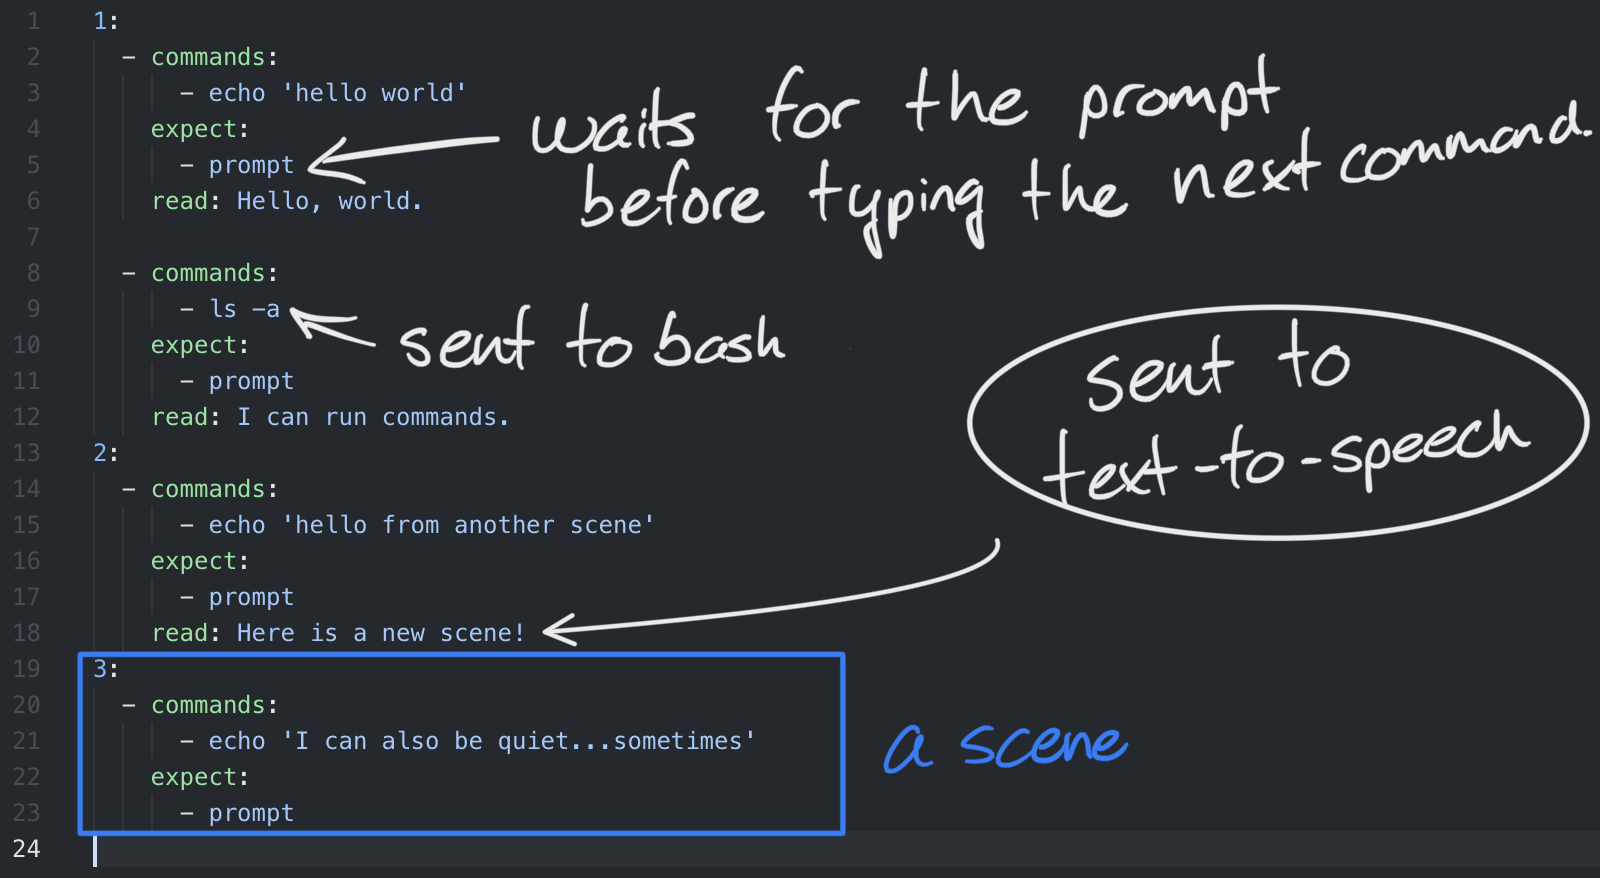 1 1:
2 - commands:
3 - echo 'hello world'
4 expect:
5 - prompt
6 read: Hello, world.
7
8 - commands:
9 - ls -a
10 expect:
11 - prompt
12 read: I can run commands.
13 2:
14 - commands:
15 - echo 'hello from another scene'
16 expect:
17 - prompt
18 read: Here is a new scene!
19 3:
20 - commands:
21 - echo 'I can also be quiet...sometimes'
22 expect:
23 - prompt
24
waits for the prompt
before typing the next command.
sent to bash
sent to
text-to-speech
a scene